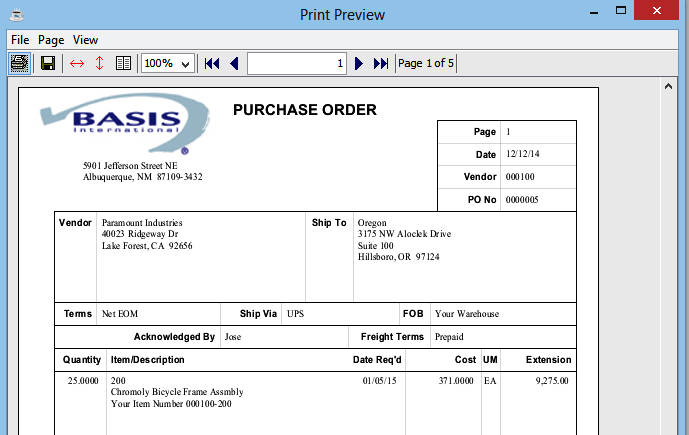 Print Preview
File Page View
100% 1 Page 1 of 5
BASIS
International
®
PURCHASE ORDER
5901 Jefferson Street NE
Albuquerque, NM 87109-3432
Page 1
Date 12/12/14
Vendor 000100
PO No 0000005
Vendor Paramount Industries
40023 Ridgeway Dr
Lake Forest, CA 92656
Ship To Oregon
3175 NW Aloclek Drive
Suite 100
Hillsboro, OR 97124
Terms Net EOM Ship Via UPS FOB Your Warehouse
Acknowledged By Jose Freight Terms Prepaid
Quantity Item/Description Date Req'd Cost UM Extension
25.0000 200 01/05/15 371.0000 EA 9,275.00
Chromoly Bicycle Frame Assmbly
Your Item Number 000100-200